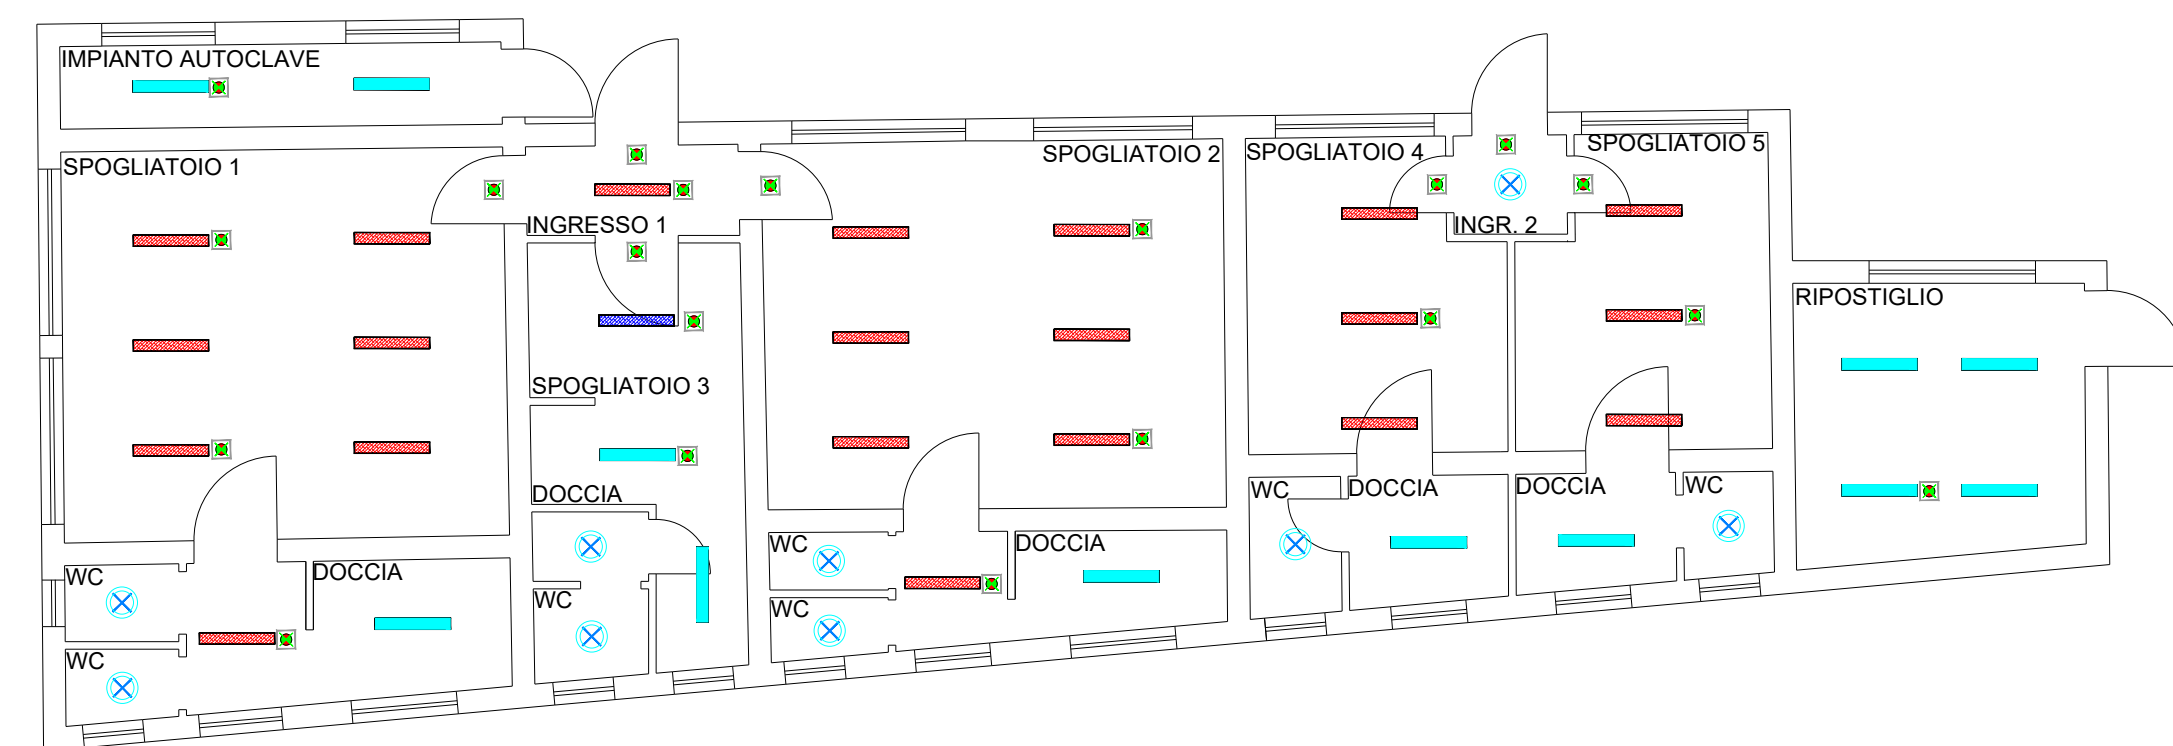 IMPIANTO AUTOCLAVE
SPOGLIATOIO 1
INGRESSO 1
SPOGLIATOIO 2
SPOGLIATOIO 4
SPOGLIATOIO 5
INGR. 2
RIPOSTIGLIO
SPOGLIATOIO 3
DOCCIA
WC
DOCCIA
WC
WC
WC
DOCCIA
WC
WC
DOCCIA
DOCCIA
WC